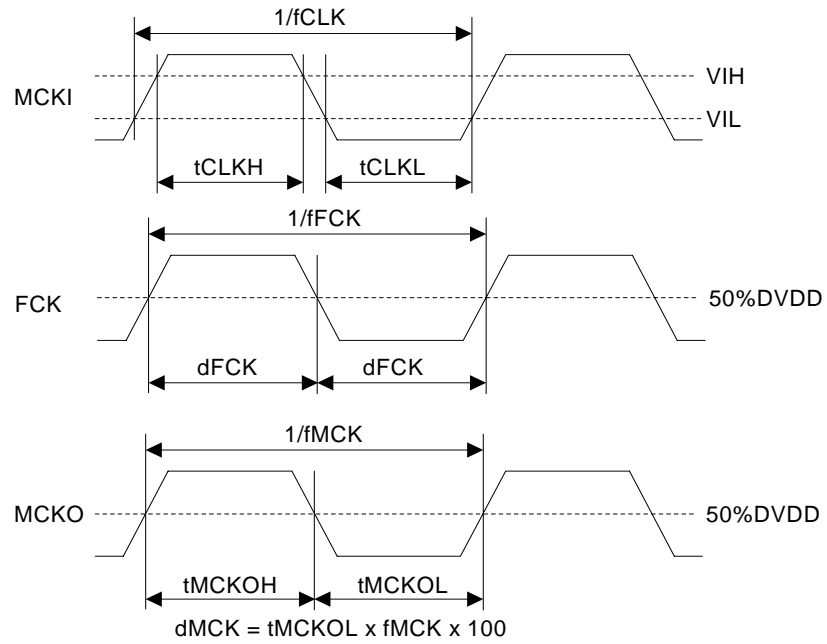 1/fCLK
MCKI
VIH
VIL
tCLKH
tCLKL
1/fFCK
FCK
50%DVDD
dFCK
dFCK
1/fMCK
MCKO
50%DVDD
tMCKOH
tMCKOL
dMCK = tMCKOL x fMCK x 100